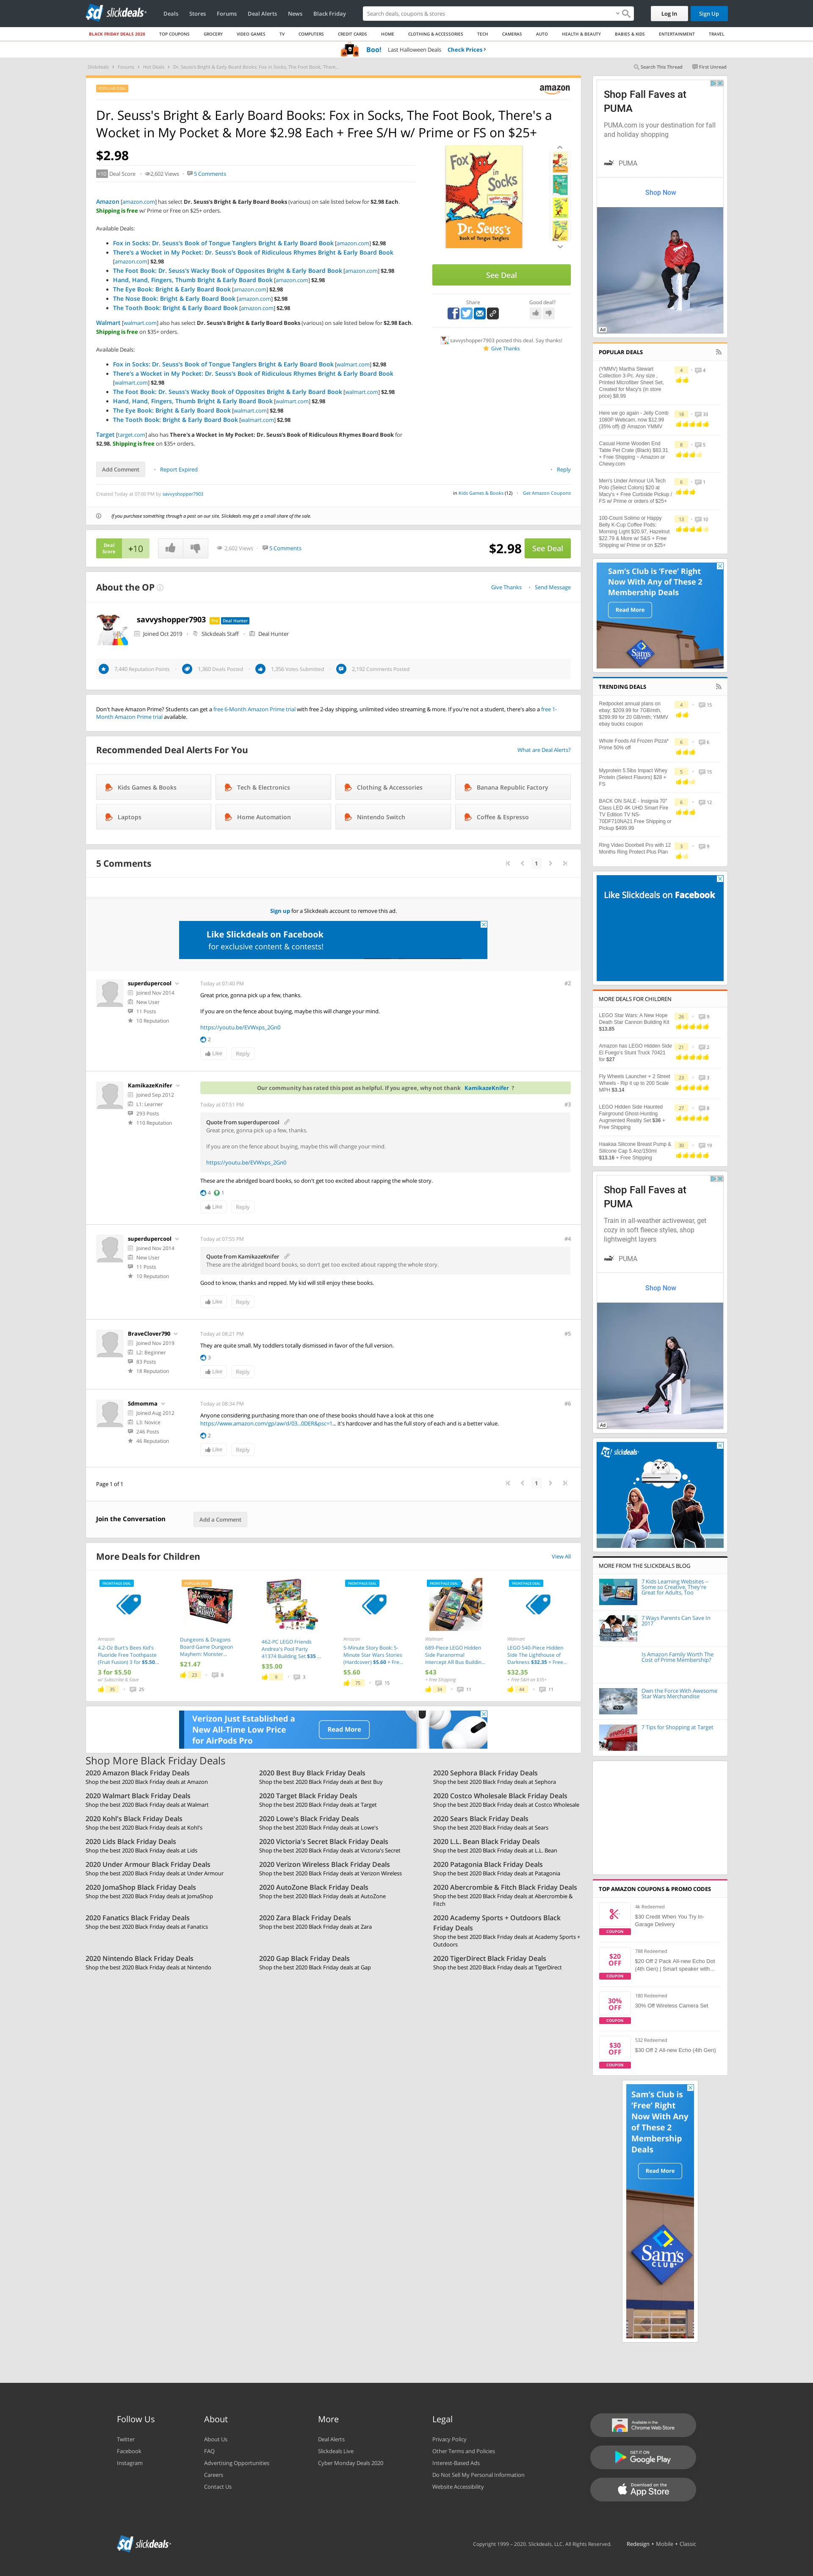 slickdeals
Deals Stores Forums Deal Alerts News Black Friday
Search deals, coupons & stores
Log In Sign Up
BLACK FRIDAY DEALS 2020 TOP COUPONS GROCERY VIDEO GAMES TV COMPUTERS CREDIT CARDS HOME CLOTHING & ACCESSORIES TECH CAMERAS AUTO HEALTH & BEAUTY BABIES & KIDS ENTERTAINMENT TRAVEL
Boo! Last Halloween Deals Check Prices
Slickdeals Forums Hot Deals Dr. Seuss's Bright & Early Board Books: Fox in Socks, The Foot Book, There...
Search This Thread First Unread
amazon
Dr. Seuss's Bright & Early Board Books: Fox in Socks, The Foot Book, There's a
Wocket in My Pocket & More $2.98 Each + Free S/H w/ Prime or FS on $25+
$2.98
+10 Deal Score 2,602 Views 5 Comments
Amazon [amazon.com] has select Dr. Seuss's Bright & Early Board Books (various) on sale listed below for $2.98 Each.
Shipping is free w/ Prime or Free on $25+ orders.
Available Deals:
Fox in Socks: Dr. Seuss's Book of Tongue Tanglers Bright & Early Board Book [amazon.com] $2.98
There's a Wocket in My Pocket: Dr. Seuss's Book of Ridiculous Rhymes Bright & Early Board Book
[amazon.com] $2.98
The Foot Book: Dr. Seuss's Wacky Book of Opposites Bright & Early Board Book [amazon.com] $2.98
Hand, Hand, Fingers, Thumb Bright & Early Board Book [amazon.com] $2.98
The Eye Book: Bright & Early Board Book [amazon.com] $2.98
The Nose Book: Bright & Early Board Book [amazon.com] $2.98
The Tooth Book: Bright & Early Board Book [amazon.com] $2.98
Walmart [walmart.com] also has select Dr. Seuss's Bright & Early Board Books (various) on sale listed below for $2.98 Each.
Shipping is free on $35+ orders.
Available Deals:
Fox in Socks: Dr. Seuss's Book of Tongue Tanglers Bright & Early Board Book [walmart.com] $2.98
There's a Wocket in My Pocket: Dr. Seuss's Book of Ridiculous Rhymes Bright & Early Board Book
[walmart.com] $2.98
The Foot Book: Dr. Seuss's Wacky Book of Opposites Bright & Early Board Book [walmart.com] $2.98
Hand, Hand, Fingers, Thumb Bright & Early Board Book [walmart.com] $2.98
The Eye Book: Bright & Early Board Book [walmart.com] $2.98
The Tooth Book: Bright & Early Board Book [walmart.com] $2.98
Target [target.com] also has There's a Wocket in My Pocket: Dr. Seuss's Book of Ridiculous Rhymes Board Book for
$2.98. Shipping is free on $35+ orders.
Fox in Socks
Dr. Seuss's
Book of Tongue Tanglers
See Deal
Share Good deal?
savvyshopper7903 posted this deal. Say thanks!
Give Thanks
Add Comment Report Expired Reply
Created Today at 07:00 PM by savvyshopper7903
in Kids Games & Books (12) Get Amazon Coupons
If you purchase something through a post on our site, Slickdeals may get a small share of the sale.
Deal Score +10 2,602 Views 5 Comments $2.98 See Deal
About the OP Give Thanks Send Message
savvyshopper7903 Pro Deal Hunter
Joined Oct 2019 Slickdeals Staff Deal Hunter
7,440 Reputation Points 1,360 Deals Posted 1,356 Votes Submitted 2,192 Comments Posted
Don't have Amazon Prime? Students can get a free 6-Month Amazon Prime trial with free 2-day shipping, unlimited video streaming & more. If you're not a student, there's also a free 1-
Month Amazon Prime trial available.
Recommended Deal Alerts For You What are Deal Alerts?
Kids Games & Books Tech & Electronics Clothing & Accessories Banana Republic Factory
Laptops Home Automation Nintendo Switch Coffee & Espresso
5 Comments 1
Sign up for a Slickdeals account to remove this ad.
Like Slickdeals on Facebook
for exclusive content & contests!
superdupercool Today at 07:40 PM #2
Joined Nov 2014
New User
11 Posts
10 Reputation
Great price, gonna pick up a few, thanks.
If you are on the fence about buying, maybe this will change your mind.
https://youtu.be/EVWxps_2Gn0
2
Like Reply
KamikazeKnifer
Joined Sep 2012
L1: Learner
293 Posts
110 Reputation
Our community has rated this post as helpful. If you agree, why not thank KamikazeKnifer ?
Today at 07:51 PM #3
Quote from superdupercool
Great price, gonna pick up a few, thanks.
If you are on the fence about buying, maybe this will change your mind.
https://youtu.be/EVWxps_2Gn0
These are the abridged board books, so don't get too excited about rapping the whole story.
4 1
Like Reply
superdupercool Today at 07:55 PM #4
Joined Nov 2014
New User
11 Posts
10 Reputation
Quote from KamikazeKnifer
These are the abridged board books, so don't get too excited about rapping the whole story.
Good to know, thanks and repped. My kid will still enjoy these books.
Like Reply
BraveClover790 Today at 08:21 PM #5
Joined Nov 2019
L2: Beginner
83 Posts
18 Reputation
They are quite small. My toddlers totally dismissed in favor of the full version.
3
Like Reply
Sdmomma Today at 08:34 PM #6
Joined Aug 2012
L3: Novice
246 Posts
46 Reputation
Anyone considering purchasing more than one of these books should have a look at this one
https://www.amazon.com/gp/aw/d/03...0DER&psc=1... it's hardcover and has the full story of each and is a better value.
2
Like Reply
Page 1 of 1 1
Join the Conversation Add a Comment
More Deals for Children View All
Amazon
4.2-Oz Burt's Bees Kid's
Fluoride Free Toothpaste
(Fruit Fusion) 3 for $5.50...
3 for $5.50
w/ Subscribe & Save
35 25
Dungeons & Dragons
Board Game Dungeon
Mayhem: Monster...
$21.47
23 8
462-PC LEGO Friends
Andrea's Pool Party
41374 Building Set $35 ...
$35.00
9 3
Amazon
5-Minute Story Book: 5-
Minute Star Wars Stories
(Hardcover) $5.60 + Fre...
$5.60
75 15
Walmart
689-Piece LEGO Hidden
Side Paranormal
Intercept AR Bus Buildin...
$43
+ Free Shipping
34 11
Walmart
LEGO 540-Piece Hidden
Side The Lighthouse of
Darkness $32.35 + Free...
$32.35
+ Free S&H on $35+
44 11
Verizon Just Established a
New All-Time Low Price
for AirPods Pro
Read More
Shop More Black Friday Deals
2020 Amazon Black Friday Deals
Shop the best 2020 Black Friday deals at Amazon
2020 Best Buy Black Friday Deals
Shop the best 2020 Black Friday deals at Best Buy
2020 Sephora Black Friday Deals
Shop the best 2020 Black Friday deals at Sephora
2020 Walmart Black Friday Deals
Shop the best 2020 Black Friday deals at Walmart
2020 Target Black Friday Deals
Shop the best 2020 Black Friday deals at Target
2020 Costco Wholesale Black Friday Deals
Shop the best 2020 Black Friday deals at Costco Wholesale
2020 Kohl's Black Friday Deals
Shop the best 2020 Black Friday deals at Kohl's
2020 Lowe's Black Friday Deals
Shop the best 2020 Black Friday deals at Lowe's
2020 Sears Black Friday Deals
Shop the best 2020 Black Friday deals at Sears
2020 Lids Black Friday Deals
Shop the best 2020 Black Friday deals at Lids
2020 Victoria's Secret Black Friday Deals
Shop the best 2020 Black Friday deals at Victoria's Secret
2020 L.L. Bean Black Friday Deals
Shop the best 2020 Black Friday deals at L.L. Bean
2020 Under Armour Black Friday Deals
Shop the best 2020 Black Friday deals at Under Armour
2020 Verizon Wireless Black Friday Deals
Shop the best 2020 Black Friday deals at Verizon Wireless
2020 Patagonia Black Friday Deals
Shop the best 2020 Black Friday deals at Patagonia
2020 JomaShop Black Friday Deals
Shop the best 2020 Black Friday deals at JomaShop
2020 AutoZone Black Friday Deals
Shop the best 2020 Black Friday deals at AutoZone
2020 Abercrombie & Fitch Black Friday Deals
Shop the best 2020 Black Friday deals at Abercrombie &
Fitch
2020 Fanatics Black Friday Deals
Shop the best 2020 Black Friday deals at Fanatics
2020 Zara Black Friday Deals
Shop the best 2020 Black Friday deals at Zara
2020 Academy Sports + Outdoors Black
Friday Deals
Shop the best 2020 Black Friday deals at Academy Sports +
Outdoors
2020 Nintendo Black Friday Deals
Shop the best 2020 Black Friday deals at Nintendo
2020 Gap Black Friday Deals
Shop the best 2020 Black Friday deals at Gap
2020 TigerDirect Black Friday Deals
Shop the best 2020 Black Friday deals at TigerDirect
Shop Fall Faves at
PUMA
PUMA.com is your destination for fall
and holiday shopping
PUMA
Shop Now
Ad
POPULAR DEALS
(YMMV) Martha Stewart
Collection 3-Pc. Any size ,
Printed Microfiber Sheet Set,
Created for Macy's (in store
price) $8.99
4 4
Here we go again - Jelly Comb
1080P Webcam, now $12.99
(35% off) @ Amazon YMMV
18 33
Casual Home Wooden End
Table Pet Crate (Black) $83.31
+ Free Shipping ~ Amazon or
Chewy.com
8 5
Men's Under Armour UA Tech
Polo (Select Colors) $20 at
Macy's + Free Curbside Pickup /
FS w/ Prime or orders of $25+
6 1
100-Count Solimo or Happy
Belly K-Cup Coffee Pods:
Morning Light $20.97, Hazelnut
$22.79 & More w/ S&S + Free
Shipping w/ Prime or on $25+
13 10
Sam's Club is 'Free' Right
Now With Any of These 2
Membership Deals
Read More
Sam's
TRENDING DEALS
Redpocket annual plans on
ebay: $209.99 for 7GB/mth,
$299.99 for 20 GB/mth, YMMV
ebay bucks coupon
4 15
Whole Foods All Frozen Pizza*
Prime 50% off
6 6
Myprotein 5.5lbs Impact Whey
Protein (Select Flavors) $28 +
FS
5 15
BACK ON SALE - Insignia 70"
Class LED 4K UHD Smart Fire
TV Edition TV NS-
70DF710NA21 Free Shipping or
Pickup $499.99
6 12
Ring Video Doorbell Pro with 12
Months Ring Protect Plus Plan
3 9
Like Slickdeals on Facebook
MORE DEALS FOR CHILDREN
LEGO Star Wars: A New Hope
Death Star Cannon Building Kit
$13.85
26 9
Amazon has LEGO Hidden Side
El Fuego's Stunt Truck 70421
for $27
21 2
Fly Wheels Launcher + 2 Street
Wheels - Rip it up to 200 Scale
MPH $3.14
23 3
LEGO Hidden Side Haunted
Fairground Ghost-Hunting
Augmented Reality Set $36 +
Free Shipping
27 8
Haakaa Silicone Breast Pump &
Silicone Cap 5.4oz/150ml
$13.16 + Free Shipping
30 19
Shop Fall Faves at
PUMA
Train in all-weather activewear, get
cozy in soft fleece styles, shop
lightweight layers
PUMA
Shop Now
Ad
slickdeals
MORE FROM THE SLICKDEALS BLOG
7 Kids Learning Websites –
Some so Creative, They're
Great for Adults, Too
7 Ways Parents Can Save In
2017
Is Amazon Family Worth The
Cost of Prime Membership?
Own the Force With Awesome
Star Wars Merchandise
7 Tips for Shopping at Target
TOP AMAZON COUPONS & PROMO CODES
4k Redeemed
$30 Credit When You Try In-
Garage Delivery
COUPON
788 Redeemed
$20 OFF
$20 Off 2 Pack All-new Echo Dot
(4th Gen) | Smart speaker with...
COUPON
180 Redeemed
30% OFF
30% Off Wireless Camera Set
COUPON
532 Redeemed
$30 OFF
$30 Off 2 All-new Echo (4th Gen)
COUPON
Sam's Club is
'Free' Right
Now With Any
of These 2
Membership
Deals
Read More
Sam's
CLUB
Follow Us About More Legal
Twitter
Facebook
Instagram
About Us
FAQ
Advertising Opportunities
Careers
Contact Us
Deal Alerts
Slickdeals Live
Cyber Monday Deals 2020
Privacy Policy
Other Terms and Policies
Interest-Based Ads
Do Not Sell My Personal Information
Website Accessibility
Available in the
Chrome Web Store
GET IT ON
Google Play
Download on the
App Store
slickdeals
Copyright 1999 – 2020. Slickdeals, LLC. All Rights Reserved. Redesign • Mobile • Classic